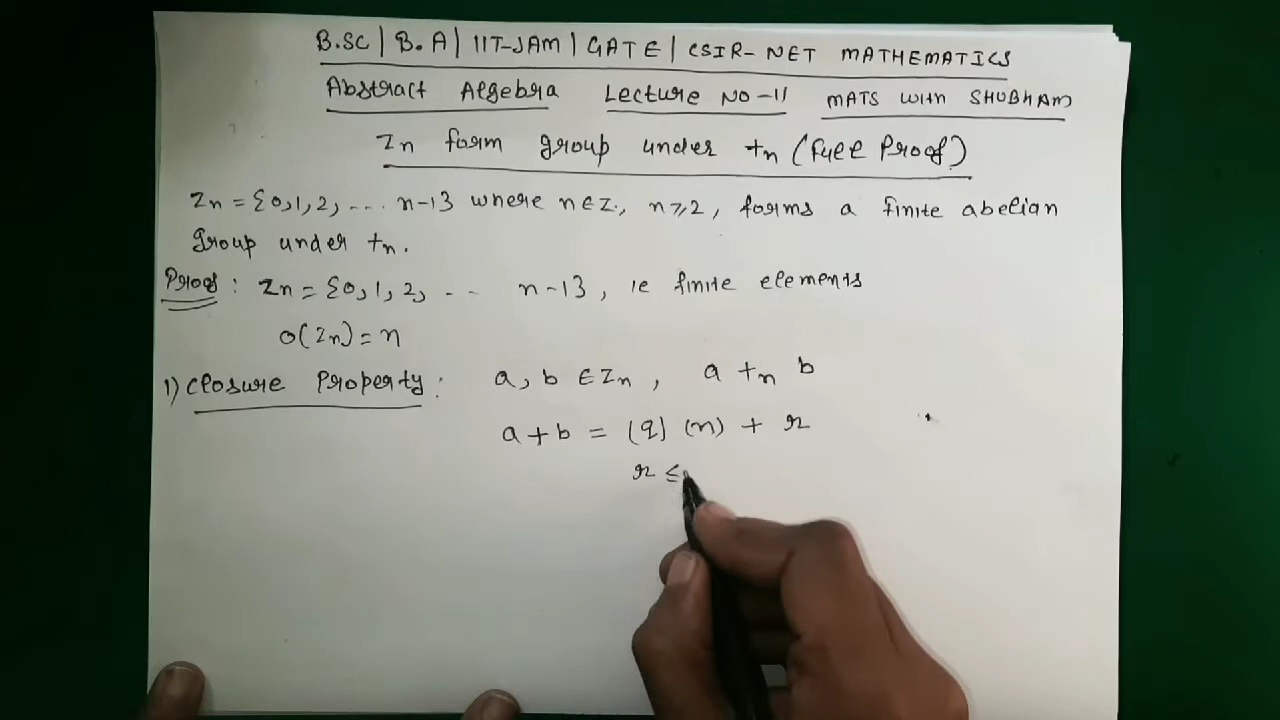 B.SC | B.A | IIT-JAM | GATE | CSIR-NET MATHEMATICS
Abstract Algebra Lecture No-11 MATS with SHUBHAM
Zn form group under +n (Full Proof)
Zn = {0,1,2, ... n-1} where n∈Z, n≥2, forms a finite abelian
group under +n.
Proof: Zn = {0,1,2, .. n-1}, ie finite elements
O(Zn) = n
1) Closure Property: a, b ∈ Zn, a +n b
a + b = (q) (n) + r
r ≤